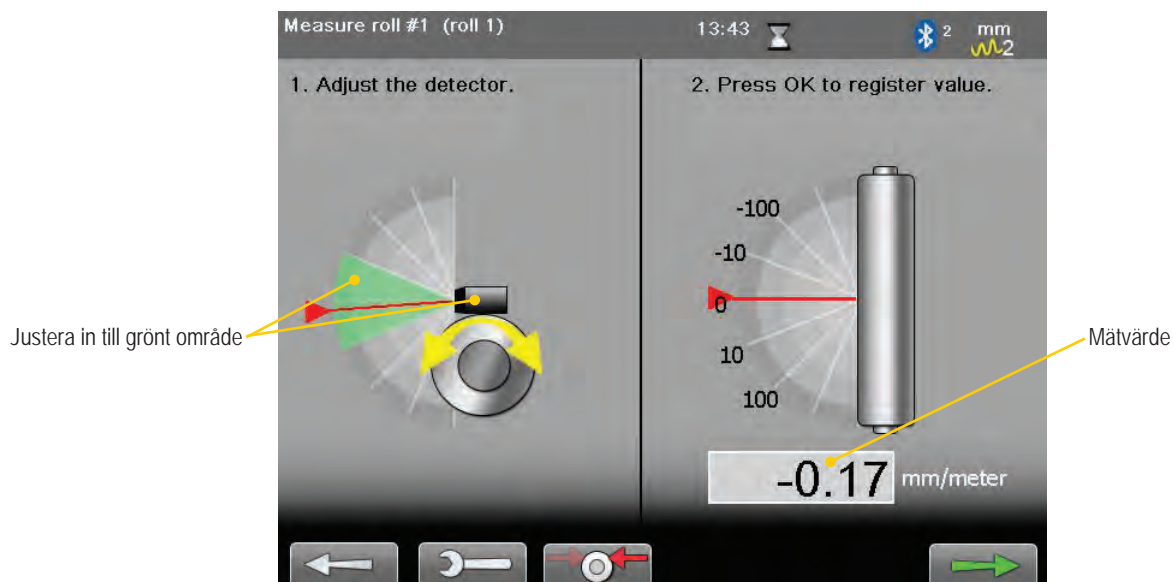 Measure roll #1 (roll 1)
13:43
2
mm
2
1. Adjust the detector.
2. Press OK to register value.
-100
-10
0
10
100
Justera in till grönt område
Mätvärde
-0.17 mm/meter